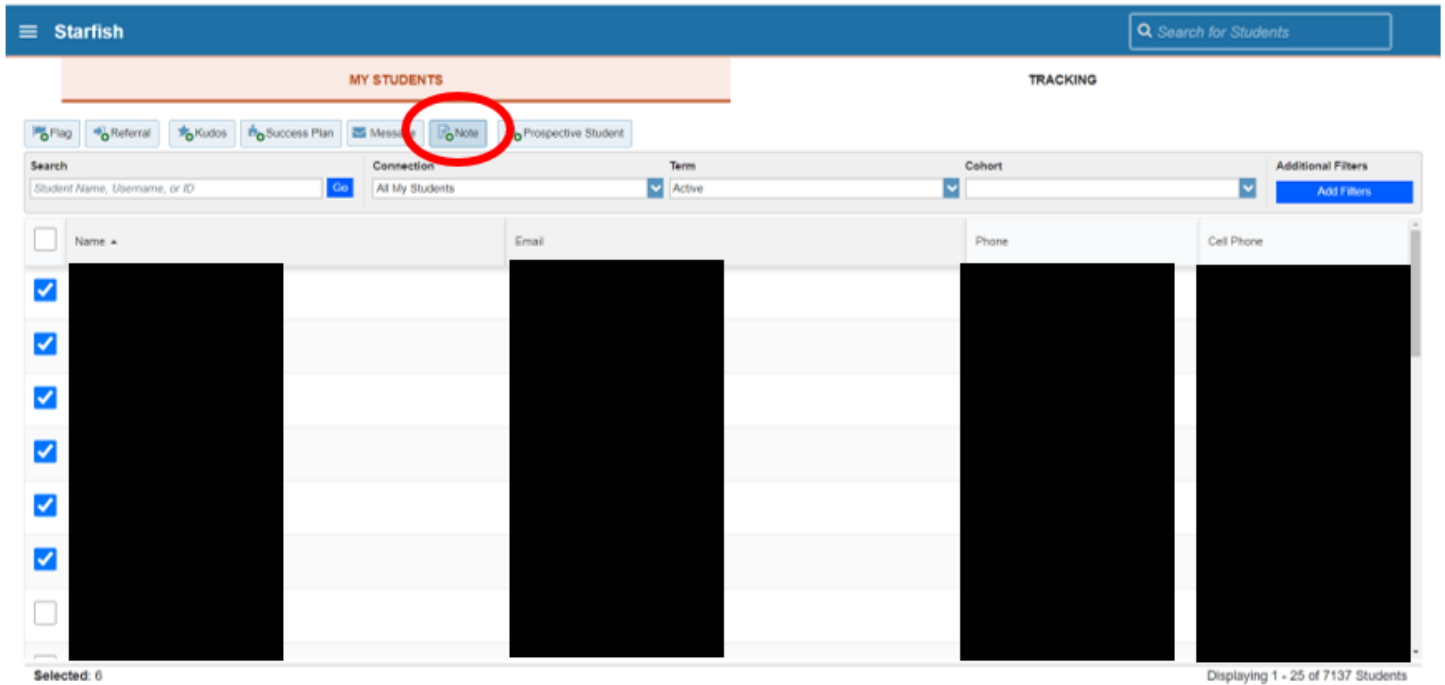 Starfish
Search for Students
MY STUDENTS TRACKING
Flag Referral Kudos Success Plan Message Note Prospective Student
Search Connection Term Cohort Additional Filters
Student Name, Username, or ID Go All My Students Active Add Filters
Name Email Phone Cell Phone
Selected: 6 Displaying 1 - 25 of 7137 Students